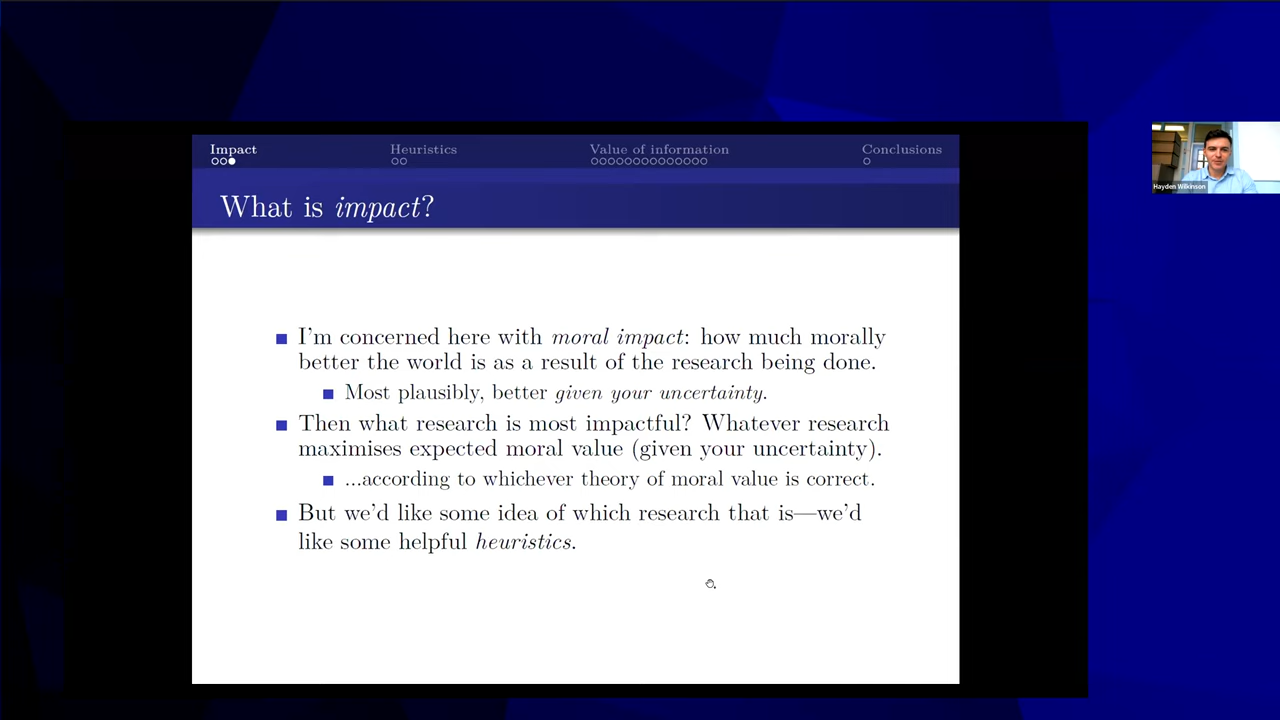 Impact Heuristics Value of information Conclusions
What is impact?
I'm concerned here with moral impact: how much morally
better the world is as a result of the research being done.
Most plausibly, better given your uncertainty.
Then what research is most impactful? Whatever research
maximises expected moral value (given your uncertainty).
...according to whichever theory of moral value is correct.
But we'd like some idea of which research that is—we'd
like some helpful heuristics.
Hayden Wilkinson